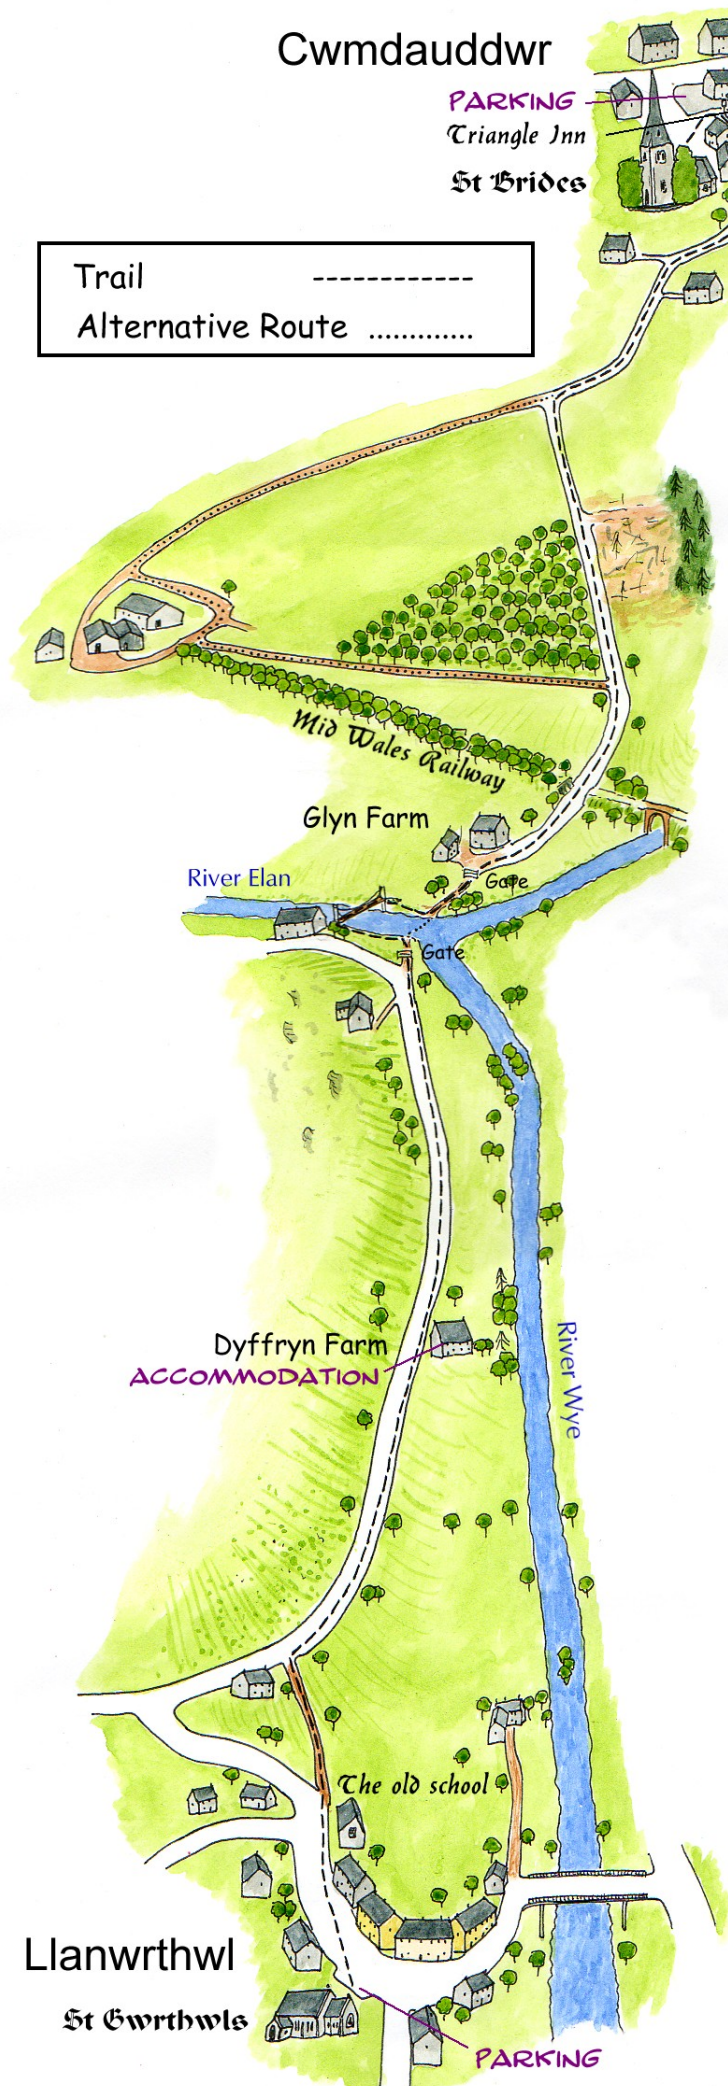 Cwmdauddwr
PARKING
Triangle Inn
St Brides
Trail ------------
Alternative Route .............
Mid Wales Railway
Glyn Farm
River Elan
Gate
Gate
Dyffryn Farm
ACCOMMODATION
River Wye
The old school
Llanwrthwl
St Gwrthwls
PARKING